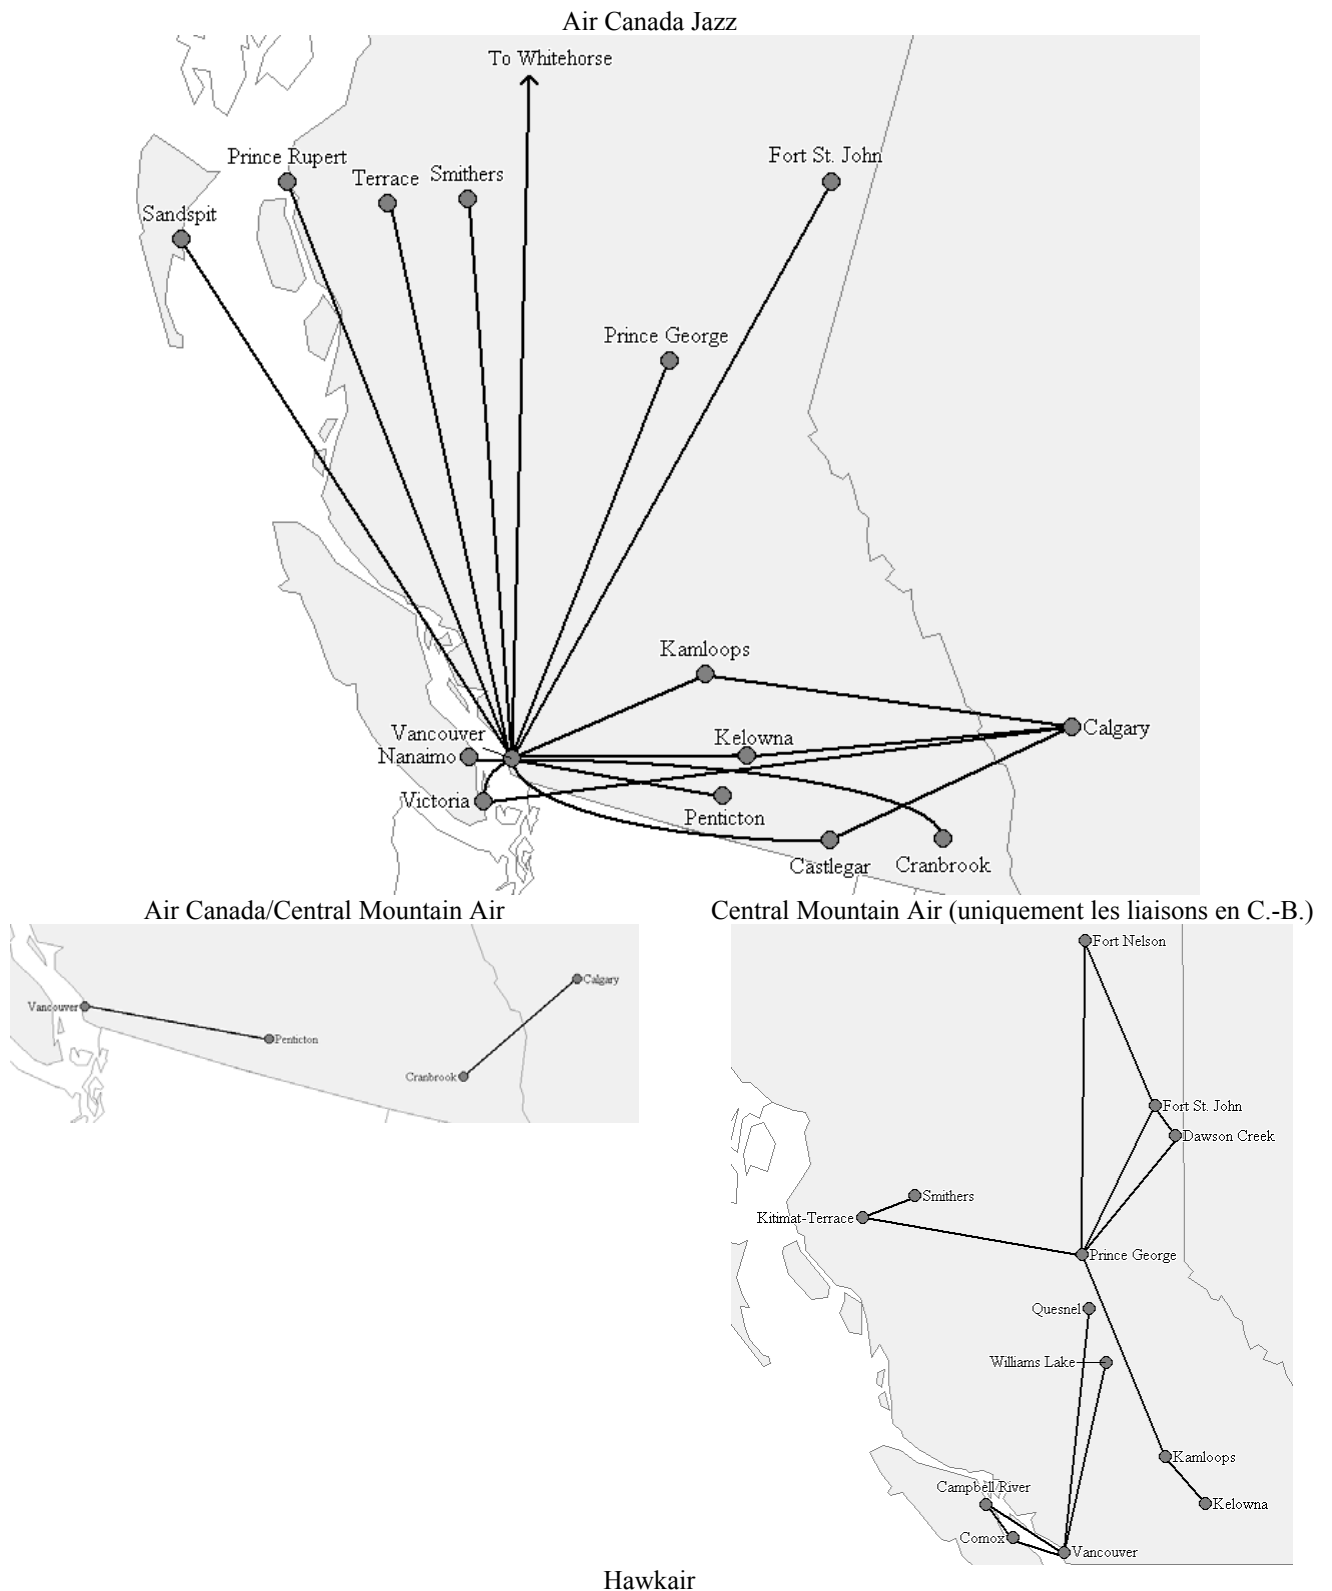 Air Canada Jazz
To Whitehorse
Prince Rupert
Fort St. John
Terrace
Smithers
Sandspit
Prince George
Kamloops
Vancouver
Calgary
Nanaimo
Kelowna
Victoria
Penticton
Castlegar
Cranbrook
Air Canada/Central Mountain Air
Vancouver
Calgary
Penticton
Cranbrook
Central Mountain Air (uniquement les liaisons en C.-B.)
Fort Nelson
Fort St. John
Dawson Creek
Smithers
Kitimat-Terrace
Prince George
Quesnel
Williams Lake
Kamloops
Campbell River
Kelowna
Comox
Vancouver
Hawkair